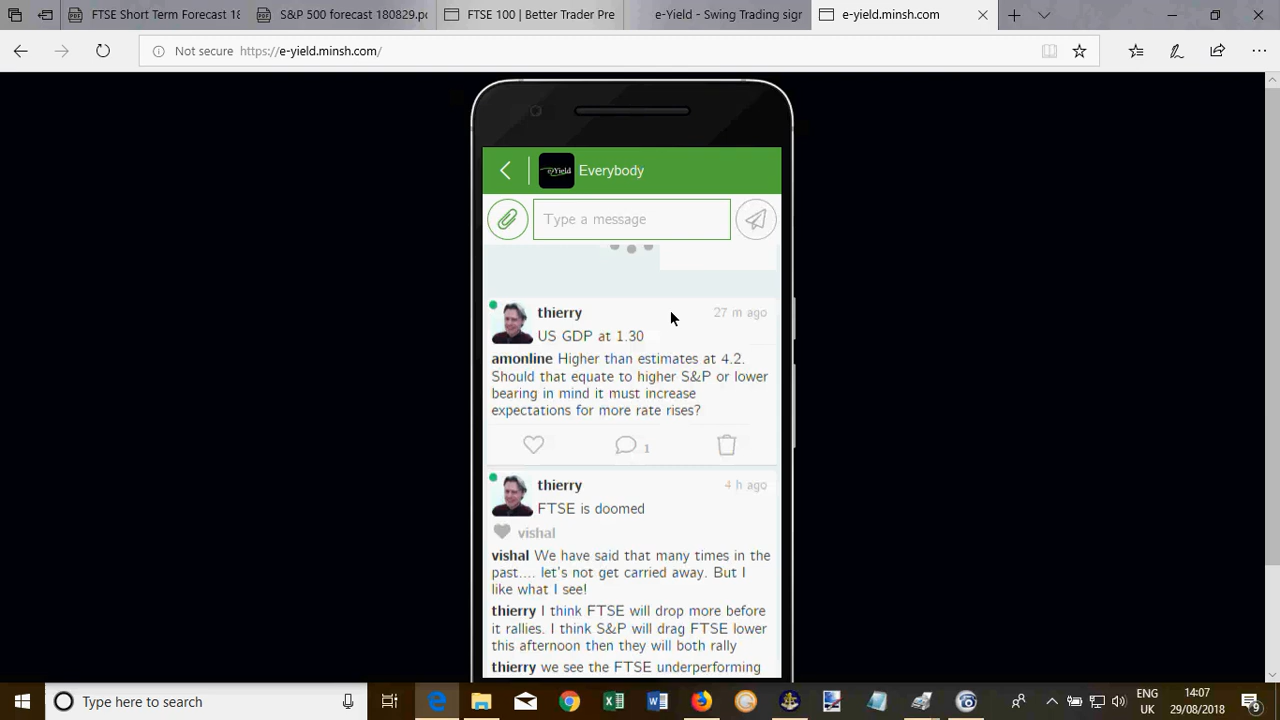 FTSE Short Term Forecast 18
S&P 500 forecast 180829.pc
FTSE 100 | Better Trader Pre
e-Yield - Swing Trading sigr
e-yield.minsh.com/
Not secure https://e-yield.minsh.com/
eYield Everybody
Type a message
thierry 27 m ago
US GDP at 1.30
amonline Higher than estimates at 4.2.
Should that equate to higher S&P or lower
bearing in mind it must increase
expectations for more rate rises?
1
thierry 4 h ago
FTSE is doomed
vishal
vishal We have said that many times in the
past.... let's not get carried away. But I
like what I see!
thierry I think FTSE will drop more before
it rallies. I think S&P will drag FTSE lower
this afternoon then they will both rally
thierry we see the FTSE underperforming
Type here to search
ENG
UK
14:07
29/08/2018
9